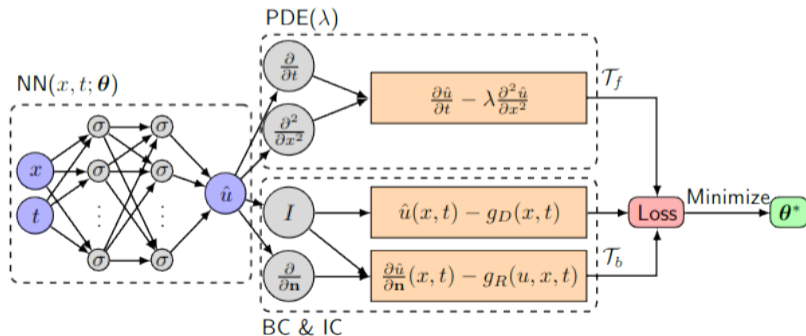 PDE(λ)
NN(x, t; θ)
∂/∂t
∂²/∂x²
∂û/∂t − λ ∂²û/∂x²
𝒯_f
σ σ
x σ σ
t ⋮ ⋮
σ σ
û
I
û(x, t) − g_D(x, t)
Loss
Minimize
θ*
∂/∂n
∂û/∂n (x, t) − g_R(u, x, t)
𝒯_b
BC & IC